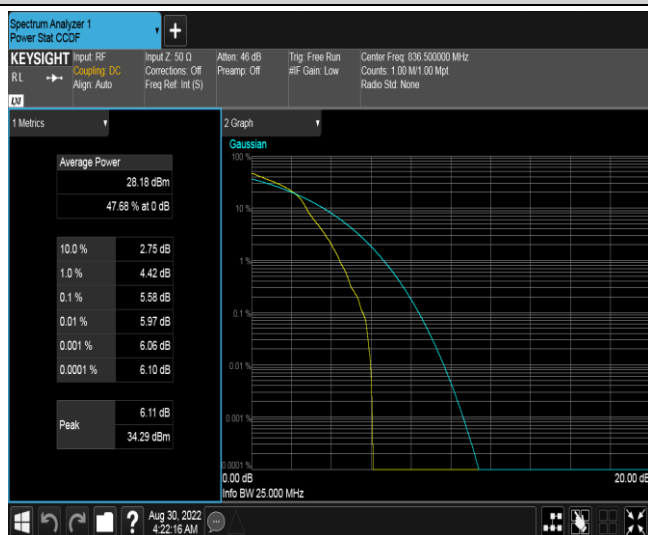 Spectrum Analyzer 1
Power Stat CCDF
+
KEYSIGHT
RL
LXI
Input: RF
Coupling: DC
Align: Auto
Input Z: 50 Ω
Corrections: Off
Freq Ref: Int (S)
Atten: 46 dB
Preamp: Off
Trig: Free Run
#IF Gain: Low
Center Freq: 836.500000 MHz
Counts: 1.00 M/1.00 Mpt
Radio Std: None
1 Metrics
Average Power
28.18 dBm
47.68 % at 0 dB
10.0 % 2.75 dB
1.0 % 4.42 dB
0.1 % 5.58 dB
0.01 % 5.97 dB
0.001 % 6.06 dB
0.0001 % 6.10 dB
Peak
6.11 dB
34.29 dBm
2 Graph
Gaussian
100 %
10 %
1 %
0.1 %
0.01 %
0.001 %
0.0001 %
0.00 dB 20.00 dB
Info BW 25.000 MHz
?
Aug 30, 2022
4:22:16 AM